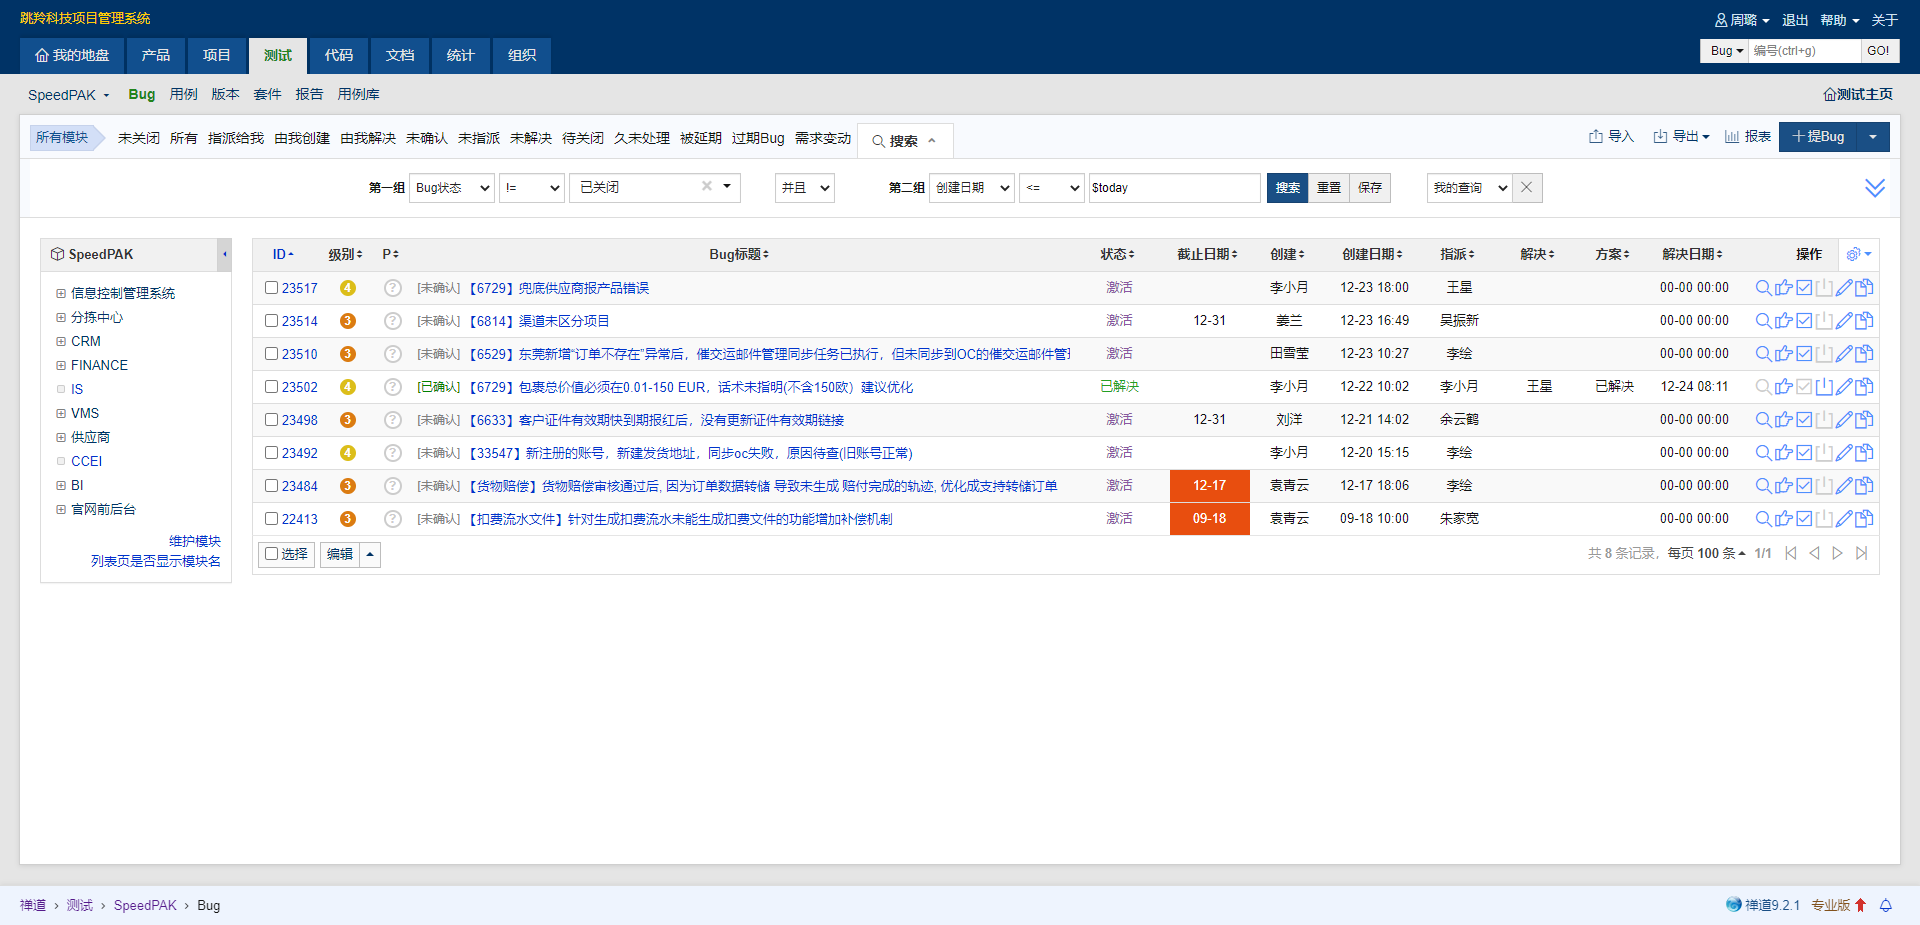 跳羚科技项目管理系统
周璐 退出 帮助 关于
我的地盘 产品 项目 测试 代码 文档 统计 组织
Bug 编号(ctrl+g) GO!
SpeedPAK Bug 用例 版本 套件 报告 用例库
测试主页
所有模块 未关闭 所有 指派给我 由我创建 由我解决 未确认 未指派 未解决 待关闭 久未处理 被延期 过期Bug 需求变动 搜索
导入 导出 报表 提Bug
第一组 Bug状态 != 已关闭 并且 第二组 创建日期 <= $today 搜索 重置 保存 我的查询
SpeedPAK
信息控制管理系统
分拣中心
CRM
FINANCE
IS
VMS
供应商
CCEI
BI
官网前后台
维护模块
列表页是否显示模块名
ID 级别 P Bug标题 状态 截止日期 创建 创建日期 指派 解决 方案 解决日期 操作
23517 4 ? [未确认] 【6729】兜底供应商报产品错误 激活 李小月 12-23 18:00 王星 00-00 00:00
23514 3 ? [未确认] 【6814】渠道未区分项目 激活 12-31 姜兰 12-23 16:49 吴振新 00-00 00:00
23510 3 ? [未确认] 【6529】东莞新增“订单不存在”异常后，催交运邮件管理同步任务已执行，但未同步到OC的催交运邮件管理 激活 田雪莹 12-23 10:27 李绘 00-00 00:00
23502 4 ? [已确认] 【6729】包裹总价值必须在0.01-150 EUR，话术未指明(不含150欧）建议优化 已解决 李小月 12-22 10:02 李小月 王星 已解决 12-24 08:11
23498 3 ? [未确认] 【6633】客户证件有效期快到期报红后，没有更新证件有效期链接 激活 12-31 刘洋 12-21 14:02 余云鹤 00-00 00:00
23492 4 ? [未确认] 【33547】新注册的账号，新建发货地址，同步oc失败，原因待查(旧账号正常) 激活 李小月 12-20 15:15 李绘 00-00 00:00
23484 3 ? [未确认] 【货物赔偿】货物赔偿审核通过后, 因为订单数据转储 导致未生成 赔付完成的轨迹, 优化成支持转储订单 激活 12-17 袁青云 12-17 18:06 李绘 00-00 00:00
22413 3 ? [未确认] 【扣费流水文件】针对生成扣费流水未能生成扣费文件的功能增加补偿机制 激活 09-18 袁青云 09-18 10:00 朱家宽 00-00 00:00
选择 编辑
共 8 条记录，每页 100 条 1/1
禅道 › 测试 › SpeedPAK › Bug
禅道9.2.1 专业版